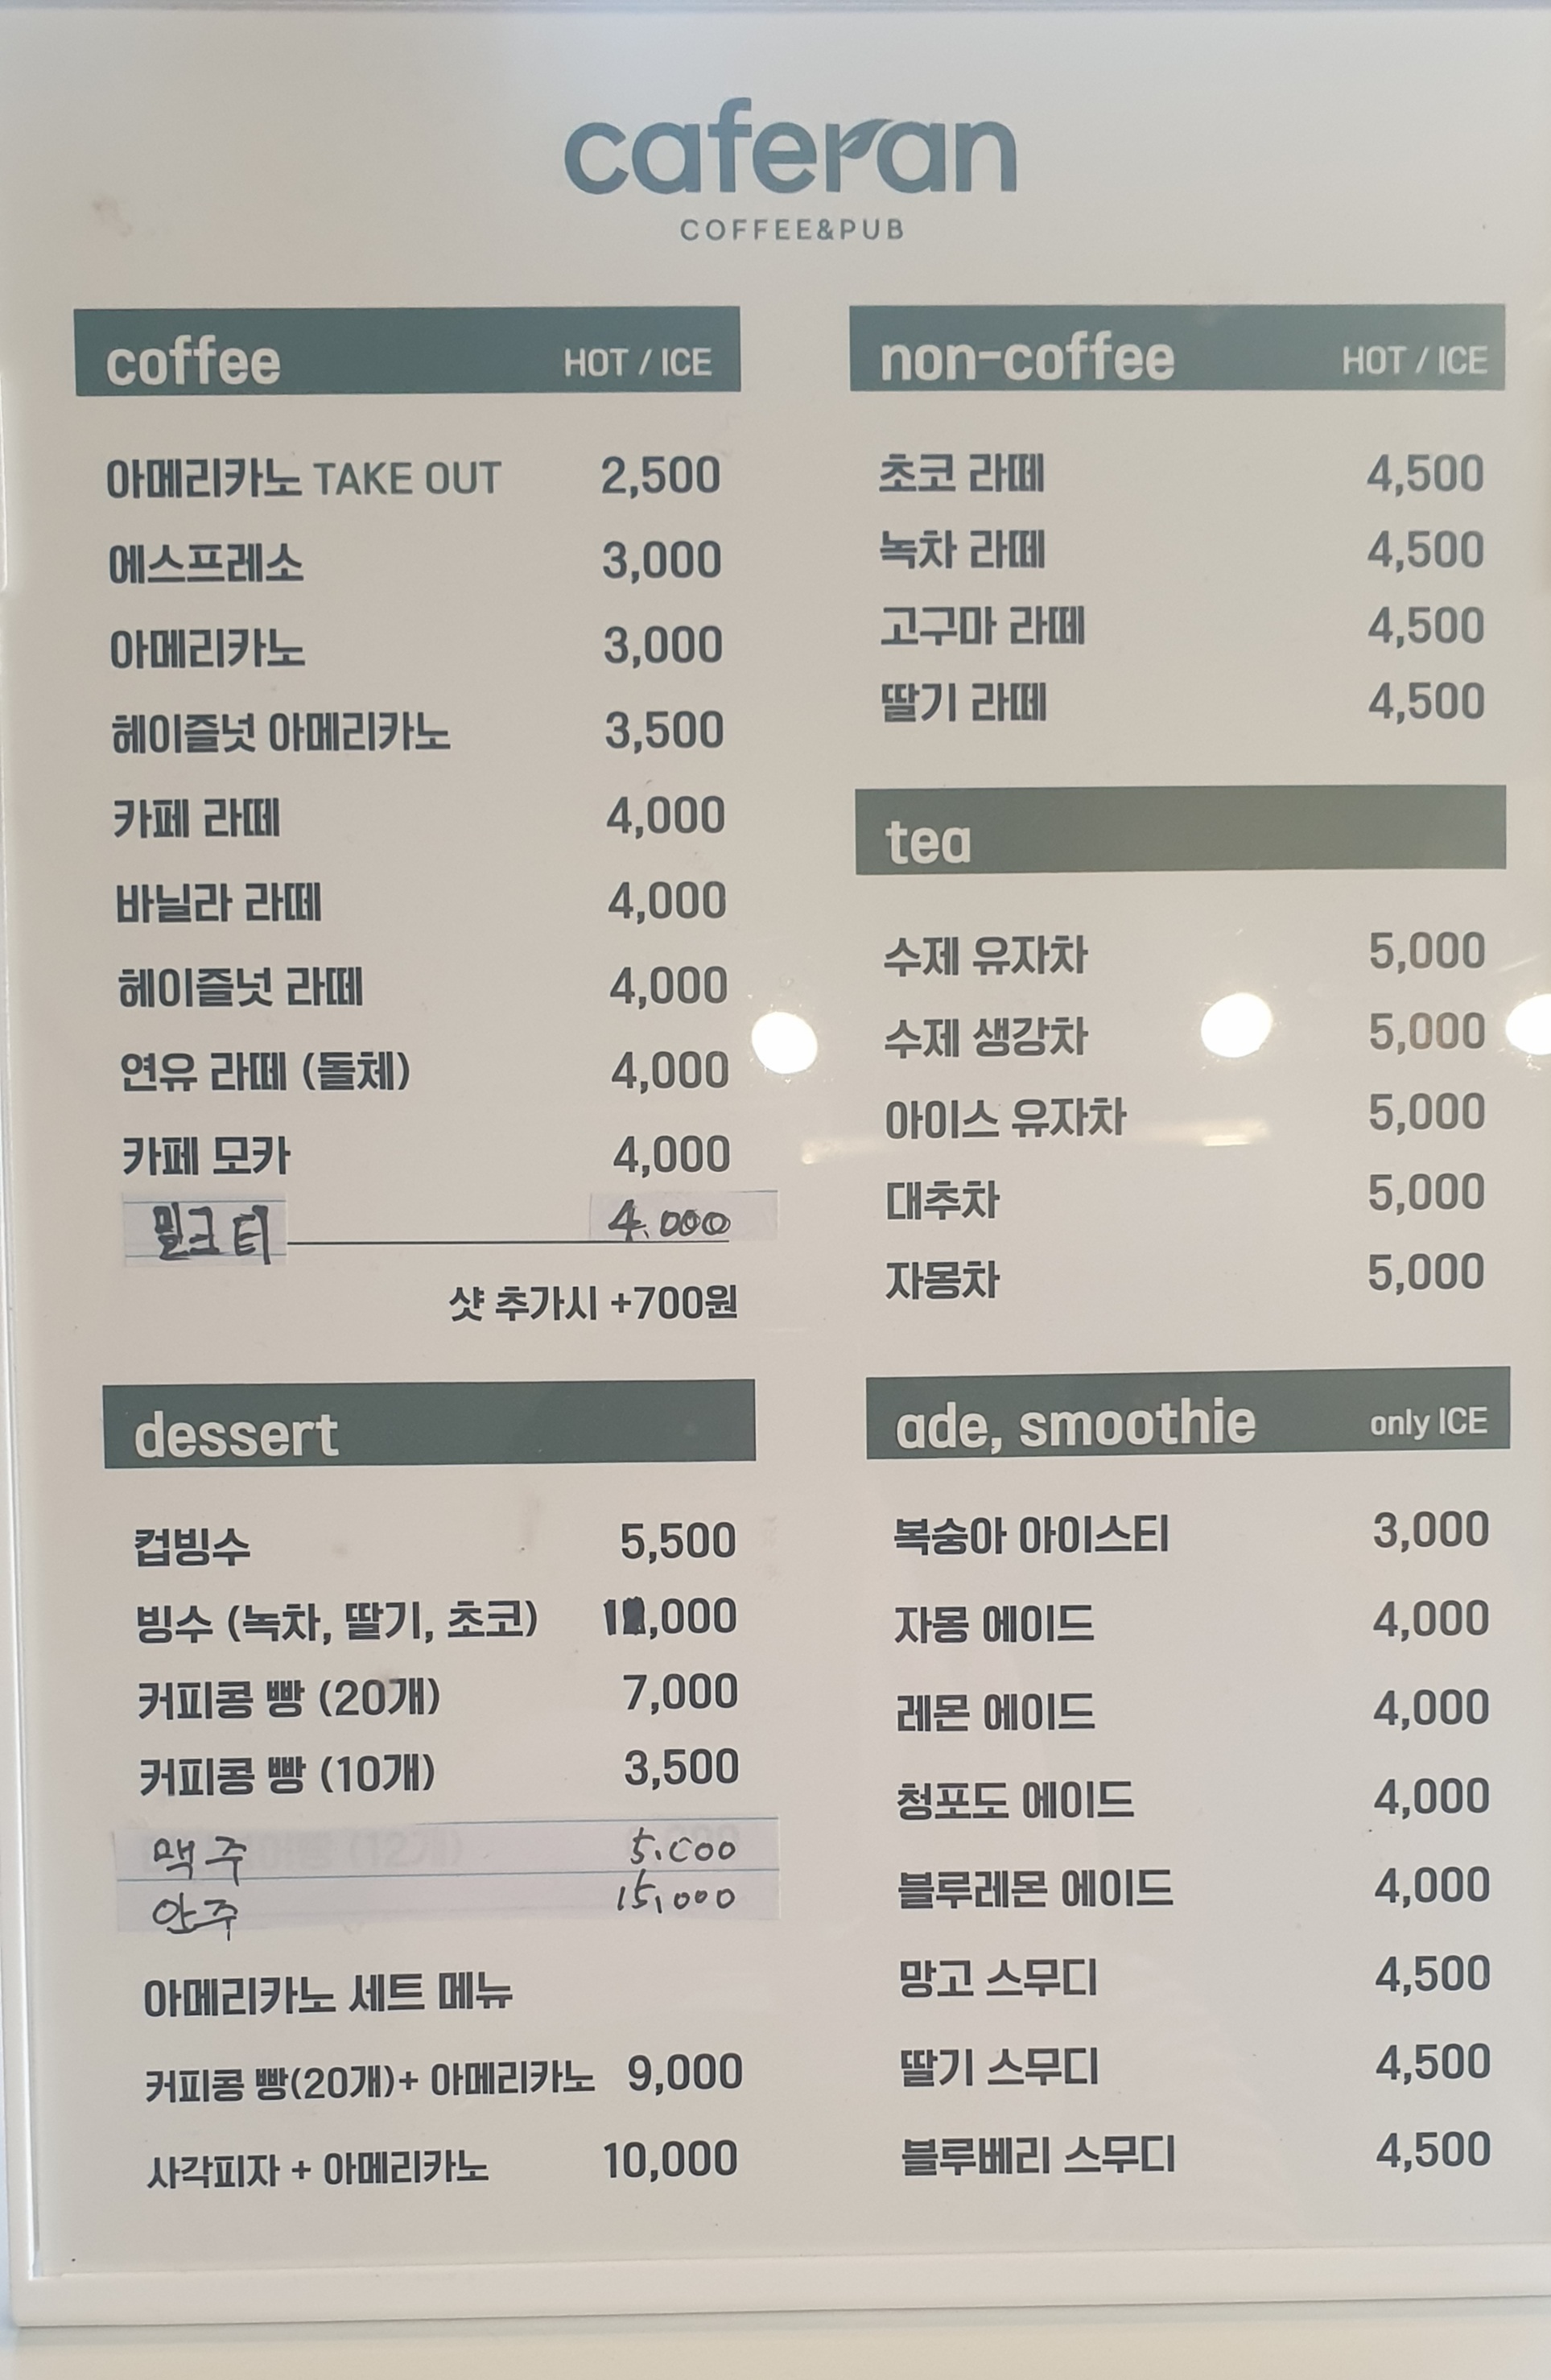 caferan
COFFEE&PUB
coffee HOT / ICE
아메리카노 TAKE OUT 2,500
에스프레소 3,000
아메리카노 3,000
헤이즐넛 아메리카노 3,500
카페 라떼 4,000
바닐라 라떼 4,000
헤이즐넛 라떼 4,000
연유 라떼 (돌체) 4,000
카페 모카 4,000
밀크티 4.000
샷 추가시 +700원
dessert
컵빙수 5,500
빙수 (녹차, 딸기, 초코)
커피콩 빵 (20개) 7,000
커피콩 빵 (10개) 3,500
맥주 5.000
안주 15,000
아메리카노 세트 메뉴
커피콩 빵(20개)+ 아메리카노 9,000
사각피자 + 아메리카노 10,000
non-coffee HOT / ICE
초코 라떼 4,500
녹차 라떼 4,500
고구마 라떼 4,500
딸기 라떼 4,500
tea
수제 유자차 5,000
수제 생강차 5,000
아이스 유자차 5,000
대추차 5,000
자몽차 5,000
ade, smoothie only ICE
복숭아 아이스티 3,000
자몽 에이드 4,000
레몬 에이드 4,000
청포도 에이드 4,000
블루레몬 에이드 4,000
망고 스무디 4,500
딸기 스무디 4,500
블루베리 스무디 4,500